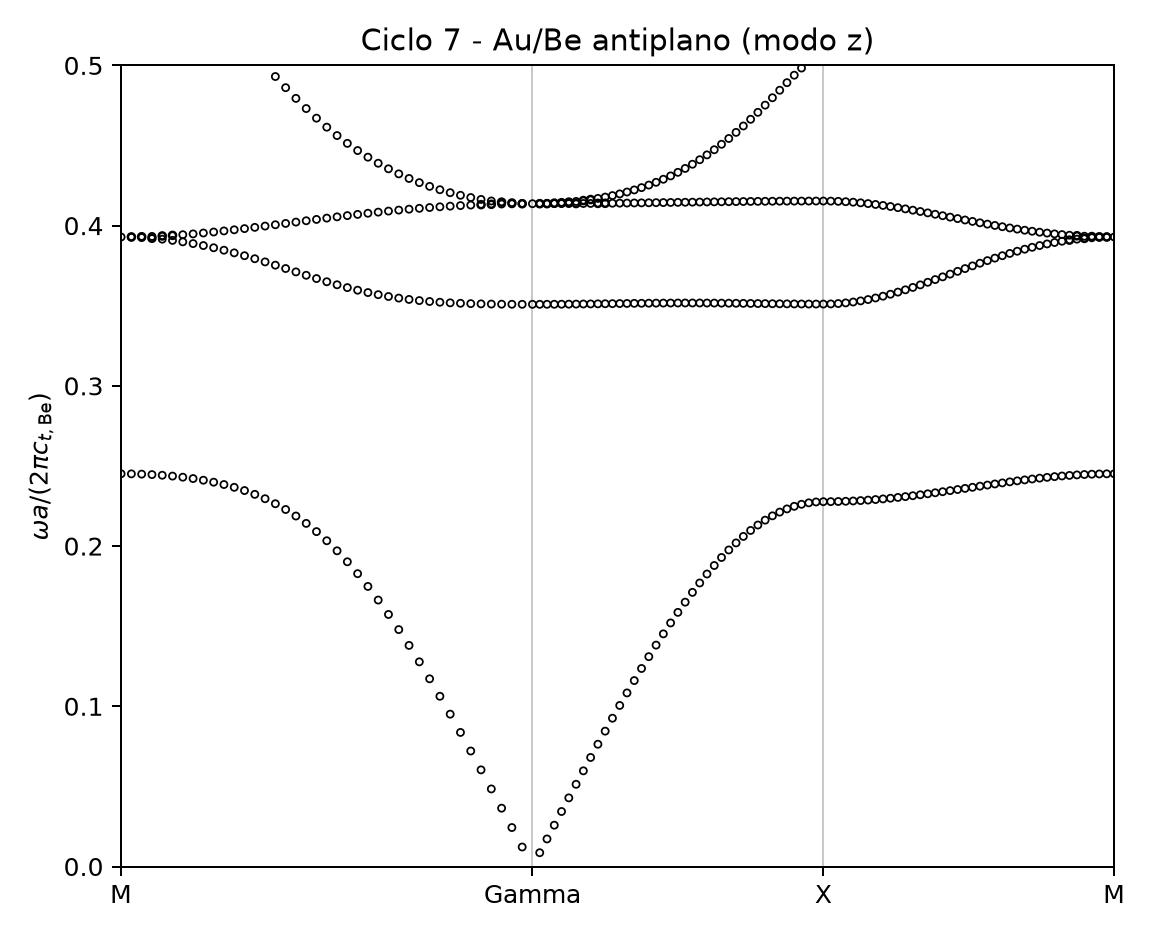 Ciclo 7 - Au/Be antiplano (modo z)
0.5
0.4
0.3
0.2
0.1
0.0
ωa/(2πc_{t, Be})
M Gamma X M